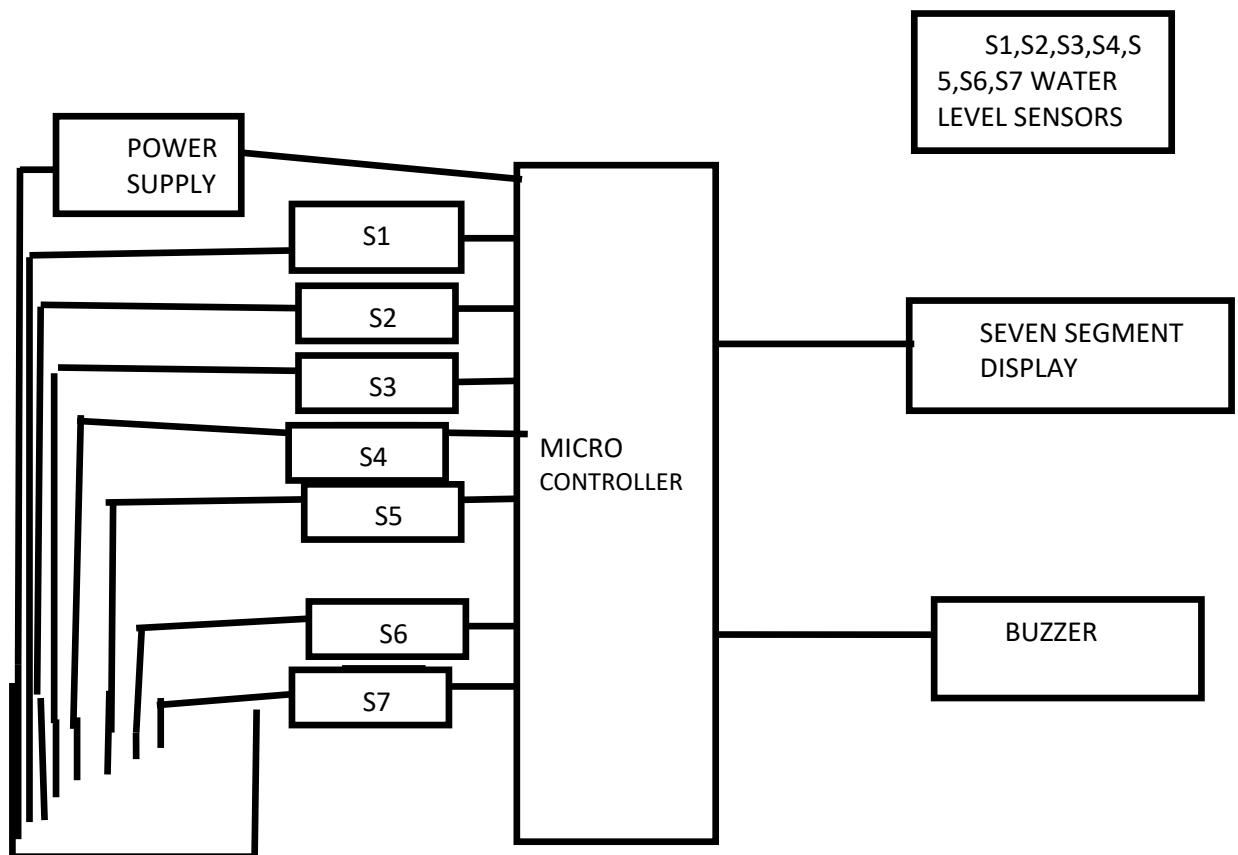 S1,S2,S3,S4,S
5,S6,S7 WATER
LEVEL SENSORS
POWER
SUPPLY
S1
S2
S3
S4
S5
S6
S7
MICRO
CONTROLLER
SEVEN SEGMENT
DISPLAY
BUZZER